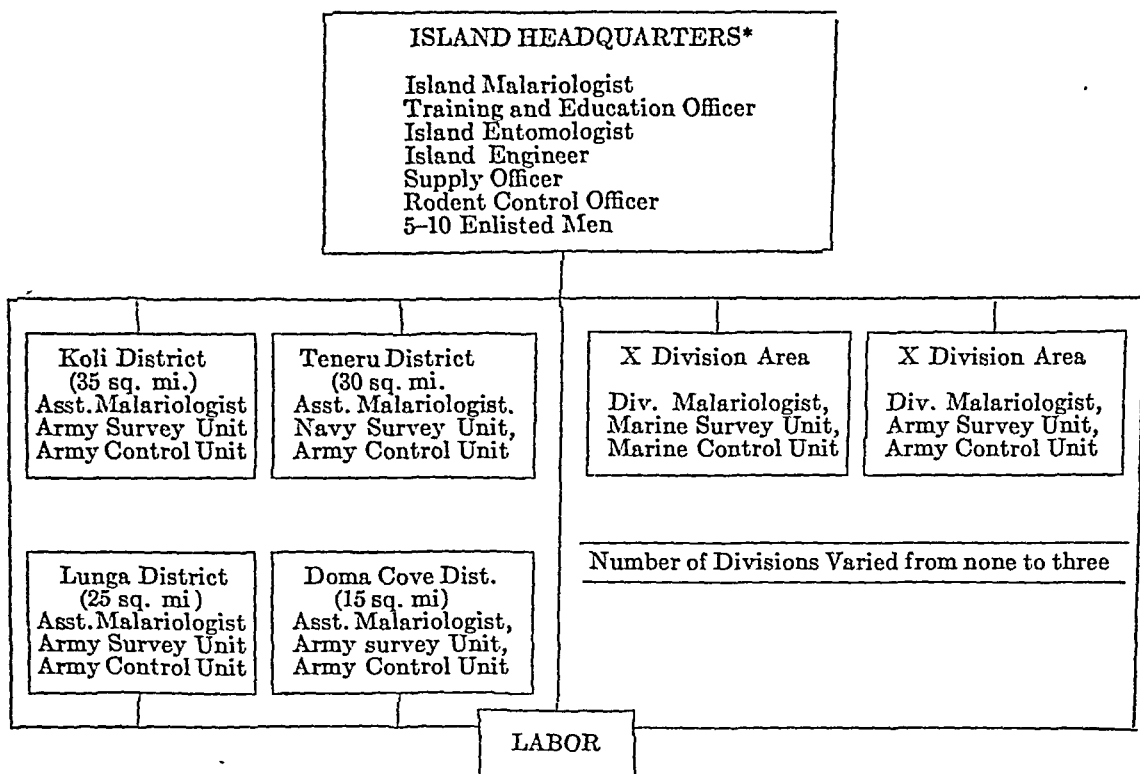 ISLAND HEADQUARTERS*
Island Malariologist
Training and Education Officer
Island Entomologist
Island Engineer
Supply Officer
Rodent Control Officer
5–10 Enlisted Men
Koli District
(35 sq. mi.)
Asst. Malariologist
Army Survey Unit
Army Control Unit
Teneru District
(30 sq. mi.
Asst. Malariologist.
Navy Survey Unit,
Army Control Unit
X Division Area
Div. Malariologist,
Marine Survey Unit,
Marine Control Unit
X Division Area
Div. Malariologist,
Army Survey Unit,
Army Control Unit
Lunga District
(25 sq. mi)
Asst. Malariologist
Army Survey Unit
Army Control Unit
Doma Cove Dist.
(15 sq. mi)
Asst. Malariologist,
Army survey Unit,
Army Control Unit
Number of Divisions Varied from none to three
LABOR